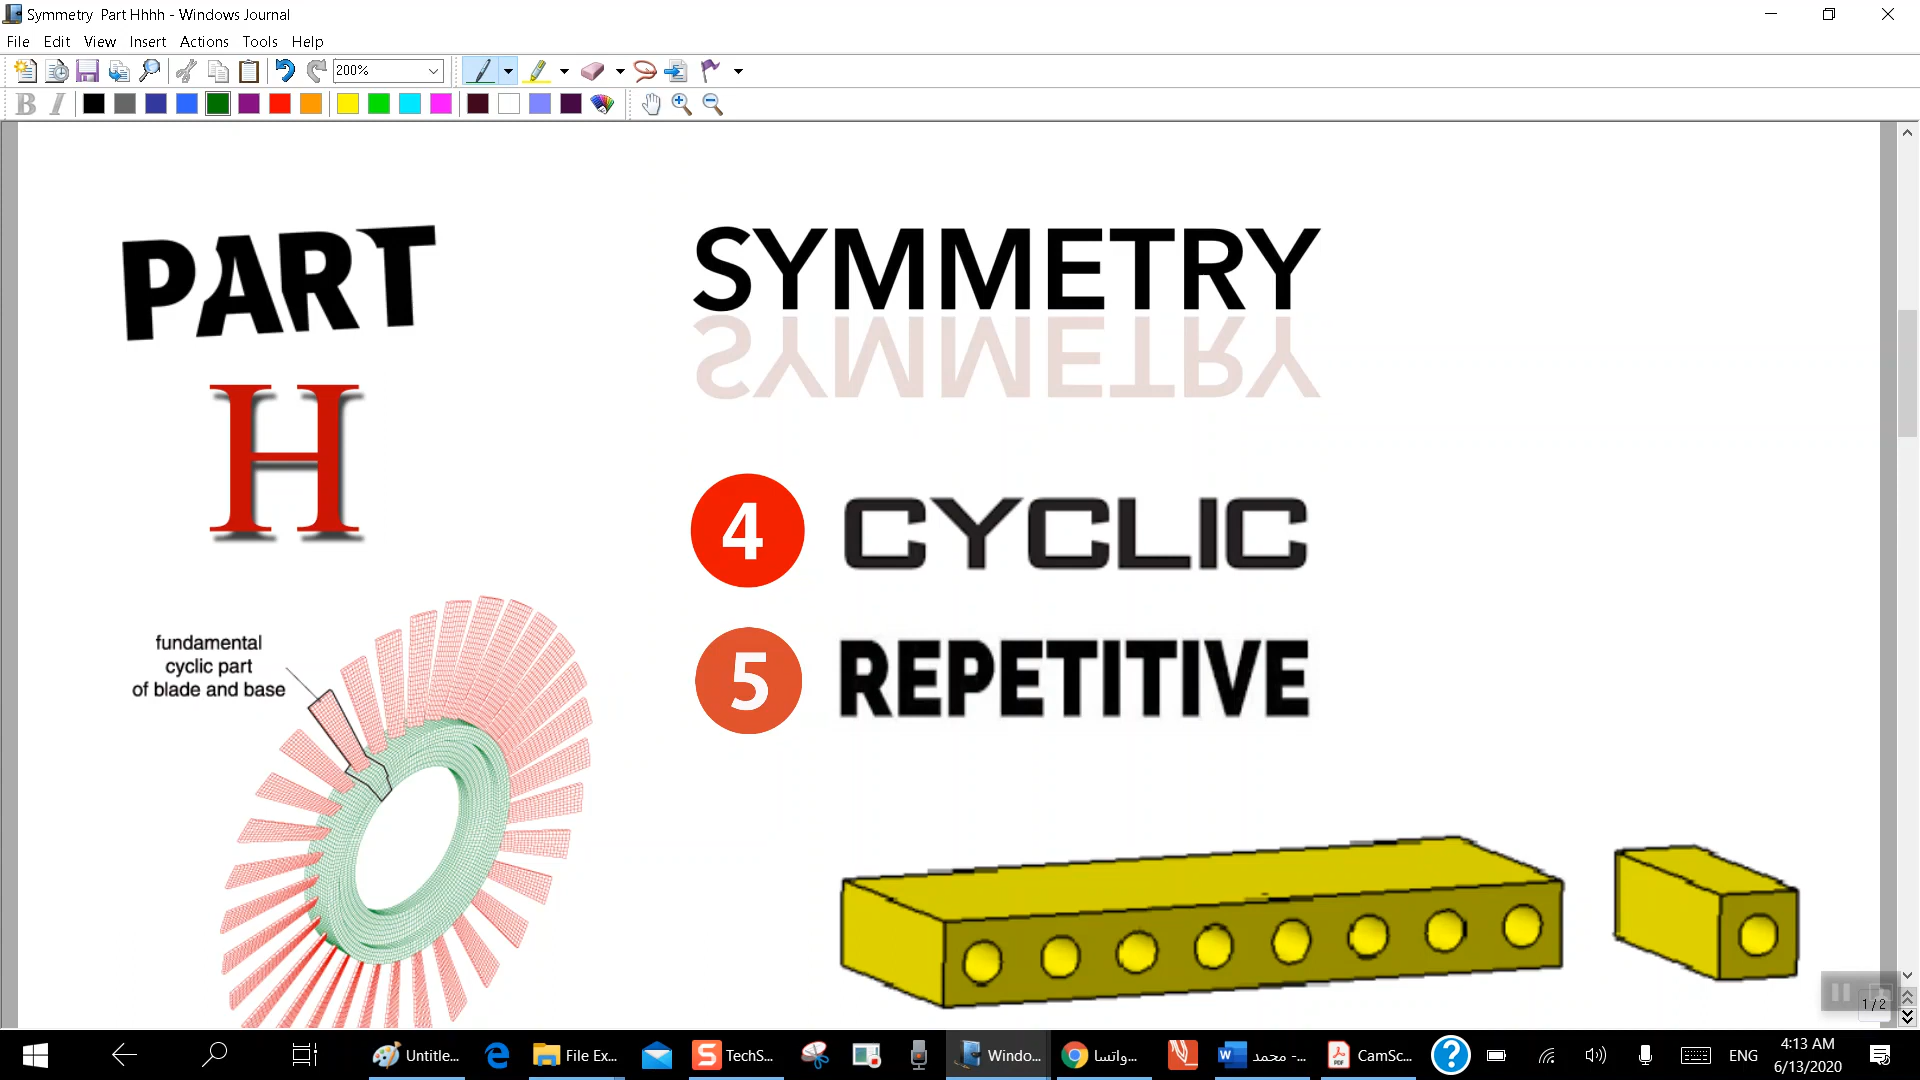 Symmetry Part Hhhh - Windows Journal
File Edit View Insert Actions Tools Help
200%
B I
PART
H
SYMMETRY
SYMMETRY
4 CYCLIC
5 REPETITIVE
fundamental
cyclic part
of blade and base
1 / 2
Untitle...
File Ex...
TechS...
Windo...
واتسا...
محمد -...
CamSc...
ENG
4:13 AM
6/13/2020